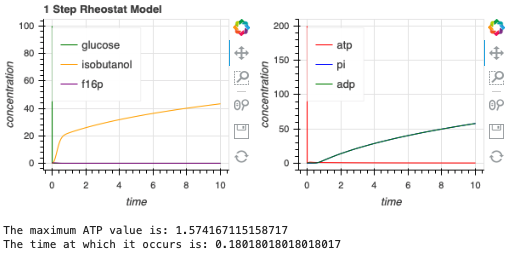 1 Step Rheostat Model
100
80
60
40
20
0
concentration
glucose
isobutanol
f16p
0 2 4 6 8 10
time
200
150
100
50
0
concentration
atp
pi
adp
0 2 4 6 8 10
time
The maximum ATP value is: 1.574167115158717
The time at which it occurs is: 0.18018018018018017